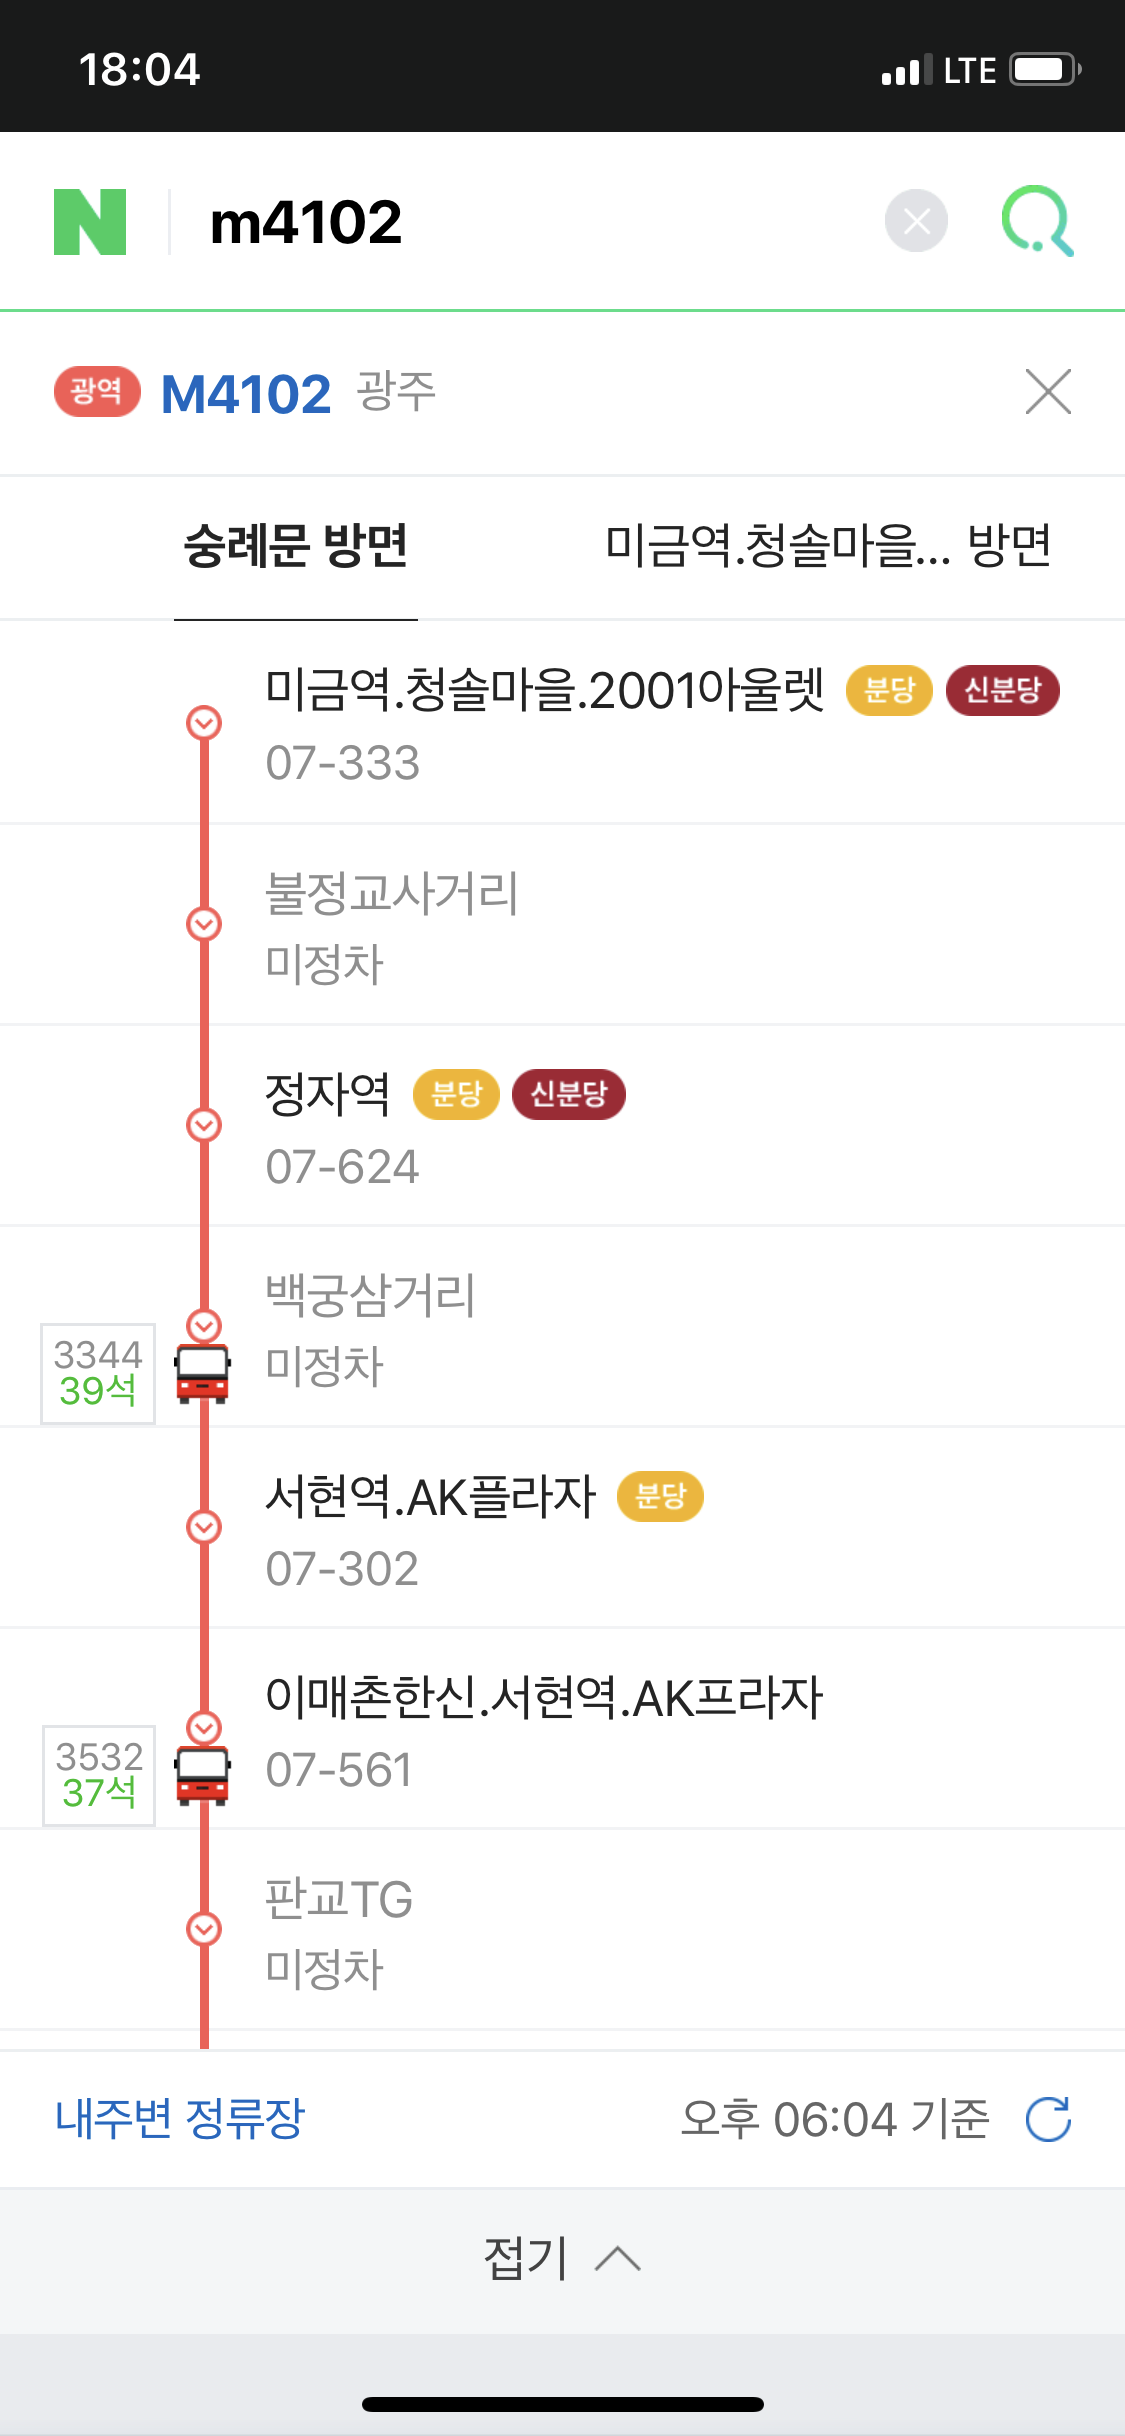 18:04
LTE
N
m4102
광역 M4102 광주
숭례문 방면
미금역.청솔마을... 방면
미금역.청솔마을.2001아울렛 분당 신분당
07-333
불정교사거리
미정차
정자역 분당 신분당
07-624
백궁삼거리
미정차
3344
39석
서현역.AK플라자 분당
07-302
이매촌한신.서현역.AK프라자
07-561
3532
37석
판교TG
미정차
내주변 정류장
오후 06:04 기준
접기